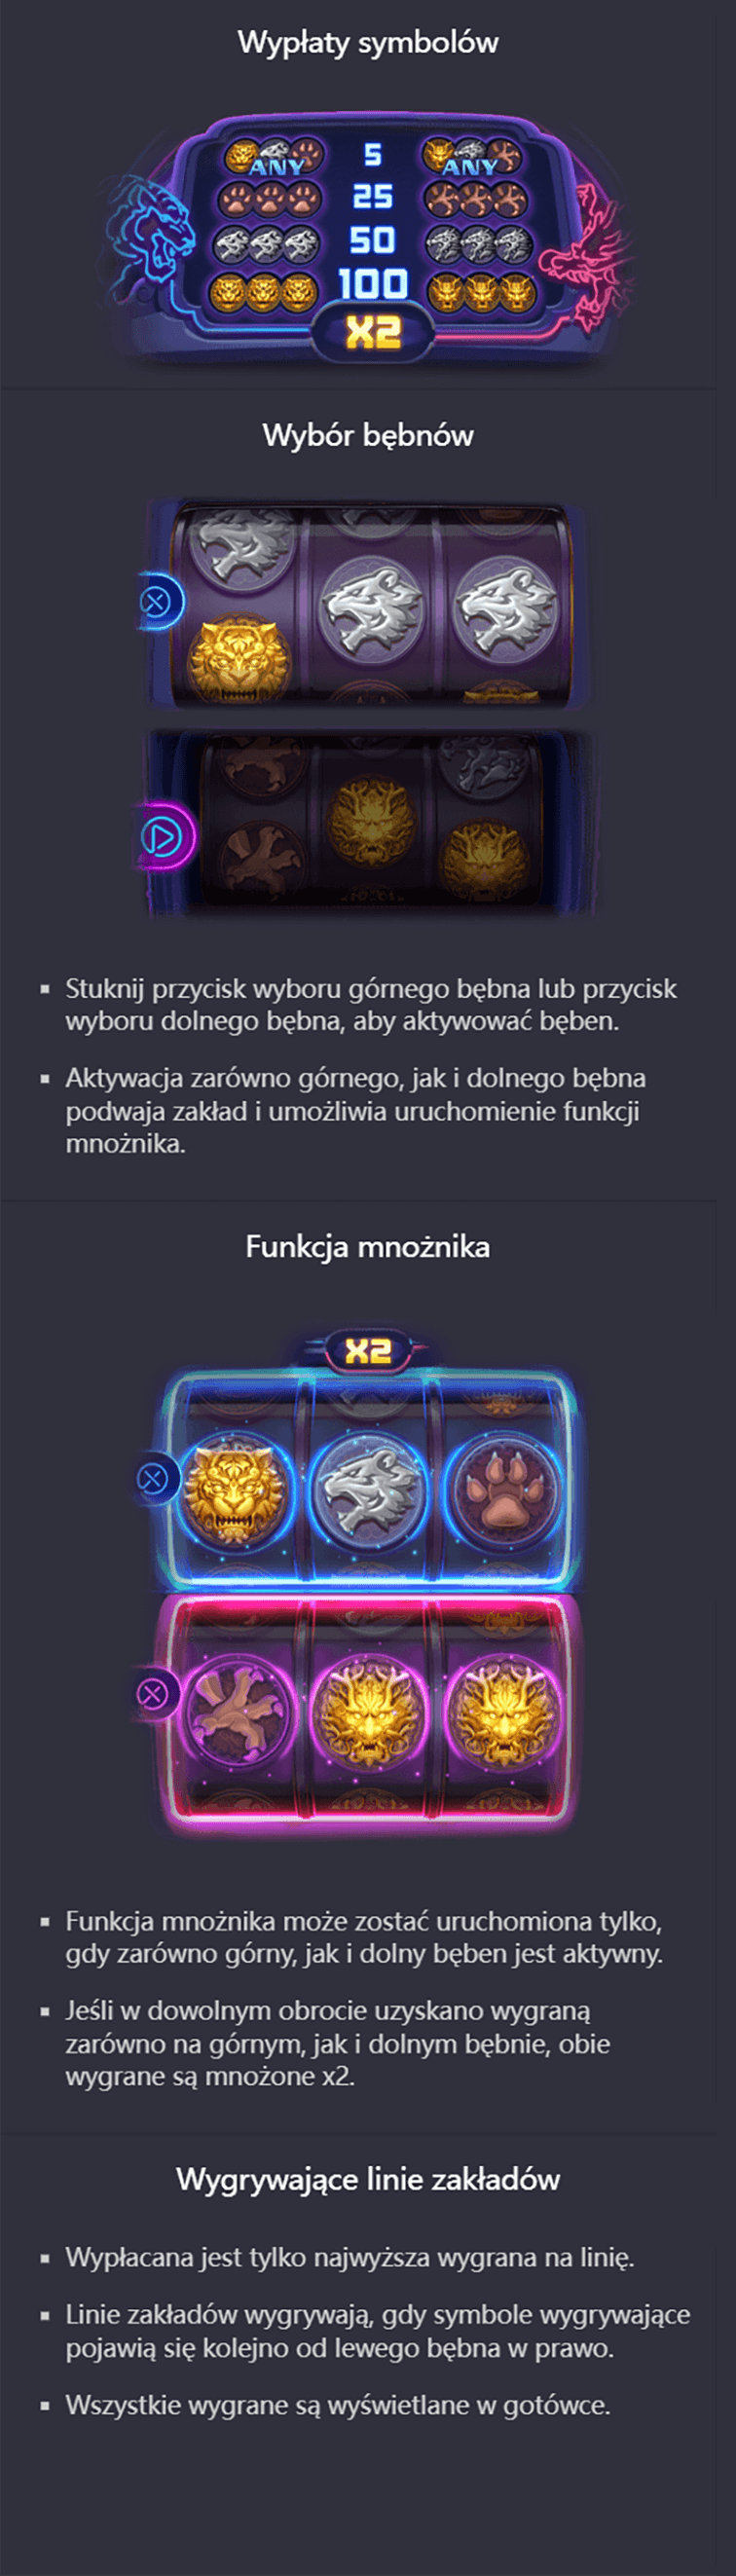 Wypłaty symbolów
ANY 5 ANY
25
50
100
X2
Wybór bębnów
▪ Stuknij przycisk wyboru górnego bębna lub przycisk
wyboru dolnego bębna, aby aktywować bęben.
▪ Aktywacja zarówno górnego, jak i dolnego bębna
podwaja zakład i umożliwia uruchomienie funkcji
mnożnika.
Funkcja mnożnika
X2
▪ Funkcja mnożnika może zostać uruchomiona tylko,
gdy zarówno górny, jak i dolny bęben jest aktywny.
▪ Jeśli w dowolnym obrocie uzyskano wygraną
zarówno na górnym, jak i dolnym bębnie, obie
wygrane są mnożone x2.
Wygrywające linie zakładów
▪ Wypłacana jest tylko najwyższa wygrana na linię.
▪ Linie zakładów wygrywają, gdy symbole wygrywające
pojawią się kolejno od lewego bębna w prawo.
▪ Wszystkie wygrane są wyświetlane w gotówce.